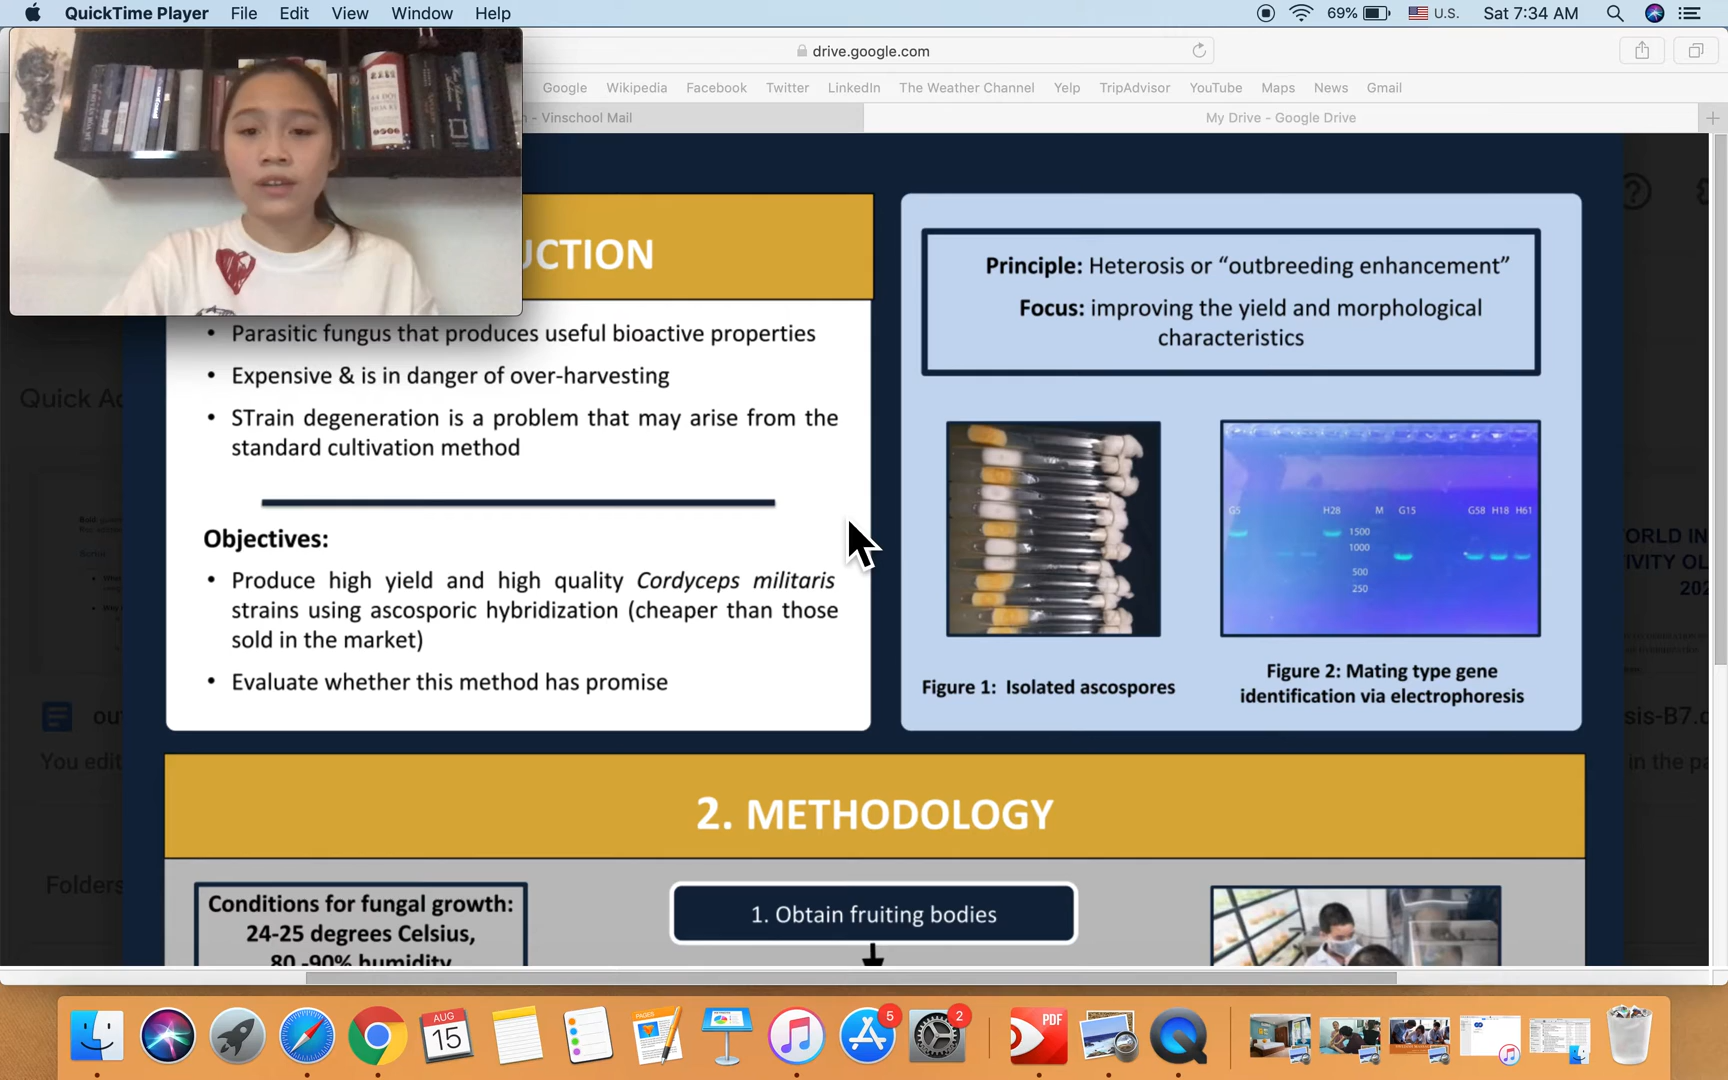 QuickTime Player File Edit View Window Help
69% U.S. Sat 7:34 AM
drive.google.com
Google Wikipedia Facebook Twitter LinkedIn The Weather Channel Yelp TripAdvisor YouTube Maps News Gmail
- Vinschool Mail
My Drive - Google Drive
UCTION
• Parasitic fungus that produces useful bioactive properties
• Expensive & is in danger of over-harvesting
• STrain degeneration is a problem that may arise from the
standard cultivation method
Objectives:
• Produce high yield and high quality Cordyceps militaris
strains using ascosporic hybridization (cheaper than those
sold in the market)
• Evaluate whether this method has promise
Principle: Heterosis or “outbreeding enhancement”
Focus: improving the yield and morphological
characteristics
G5 H28 M G15 G58 H18 H61
1500
1000
500
250
Figure 1: Isolated ascospores
Figure 2: Mating type gene
identification via electrophoresis
2. METHODOLOGY
Conditions for fungal growth:
24-25 degrees Celsius,
80 -90% humidity
1. Obtain fruiting bodies
Quick Ac
ou
You edit
Folders
ORLD IN
IVITY OL
202
sis-B7.c
in the pa
AUG
15
PAGES
5
2
PDF